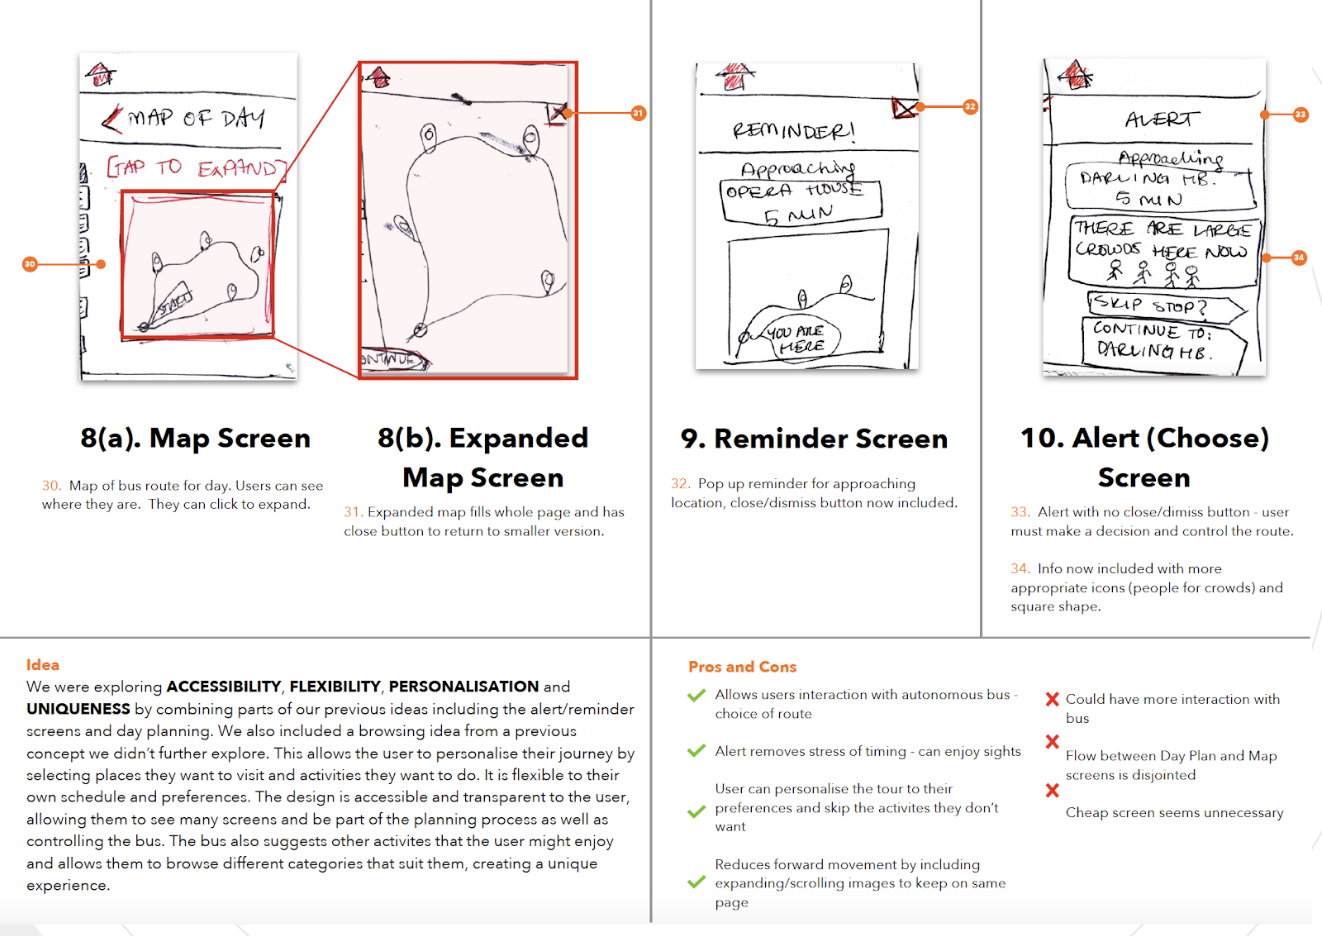 MAP OF DAY
[TAP TO EXPAND]
START
30
CONTINUE
31
REMINDER!
Approaching
OPERA HOUSE
5 MIN
YOU ARE
HERE
32
ALERT
Approaching
DARLING HB.
5 MIN
THERE ARE LARGE
CROWDS HERE NOW
SKIP STOP?
CONTINUE TO:
DARLING HB.
33
34
8(a). Map Screen
30. Map of bus route for day. Users can see
where they are. They can click to expand.
8(b). Expanded
Map Screen
31. Expanded map fills whole page and has
close button to return to smaller version.
9. Reminder Screen
32. Pop up reminder for approaching
location, close/dismiss button now included.
10. Alert (Choose)
Screen
33. Alert with no close/dimiss button - user
must make a decision and control the route.
34. Info now included with more
appropriate icons (people for crowds) and
square shape.
Idea
We were exploring ACCESSIBILITY, FLEXIBILITY, PERSONALISATION and
UNIQUENESS by combining parts of our previous ideas including the alert/reminder
screens and day planning. We also included a browsing idea from a previous
concept we didn't further explore. This allows the user to personalise their journey by
selecting places they want to visit and activities they want to do. It is flexible to their
own schedule and preferences. The design is accessible and transparent to the user,
allowing them to see many screens and be part of the planning process as well as
controlling the bus. The bus also suggests other activites that the user might enjoy
and allows them to browse different categories that suit them, creating a unique
experience.
Pros and Cons
Allows users interaction with autonomous bus -
choice of route
Alert removes stress of timing - can enjoy sights
User can personalise the tour to their
preferences and skip the activites they don't
want
Reduces forward movement by including
expanding/scrolling images to keep on same
page
Could have more interaction with
bus
Flow between Day Plan and Map
screens is disjointed
Cheap screen seems unnecessary